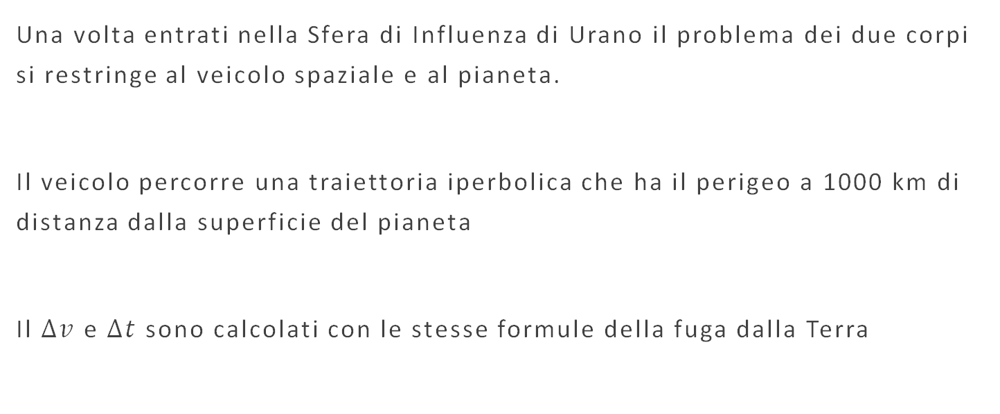 Una volta entrati nella Sfera di Influenza di Urano il problema dei due corpi
si restringe al veicolo spaziale e al pianeta.
Il veicolo percorre una traiettoria iperbolica che ha il perigeo a 1000 km di
distanza dalla superficie del pianeta
Il Δ𝑣 e Δ𝑡 sono calcolati con le stesse formule della fuga dalla Terra